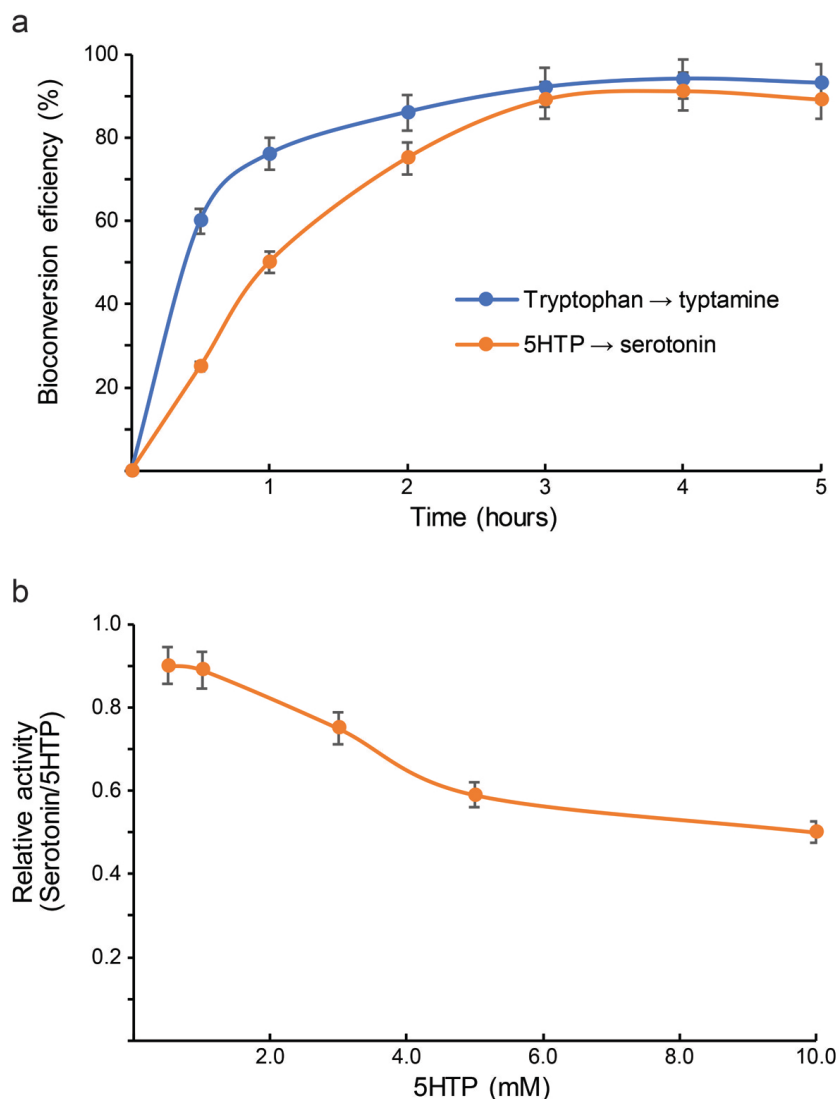 a
100
80
60
40
20
Bioconversion eficiency (%)
Tryptophan → typtamine
5HTP → serotonin
1
2
3
4
5
Time (hours)
b
1.0
0.8
0.6
0.4
0.2
Relative activity
(Serotonin/5HTP)
2.0
4.0
6.0
8.0
10.0
5HTP (mM)